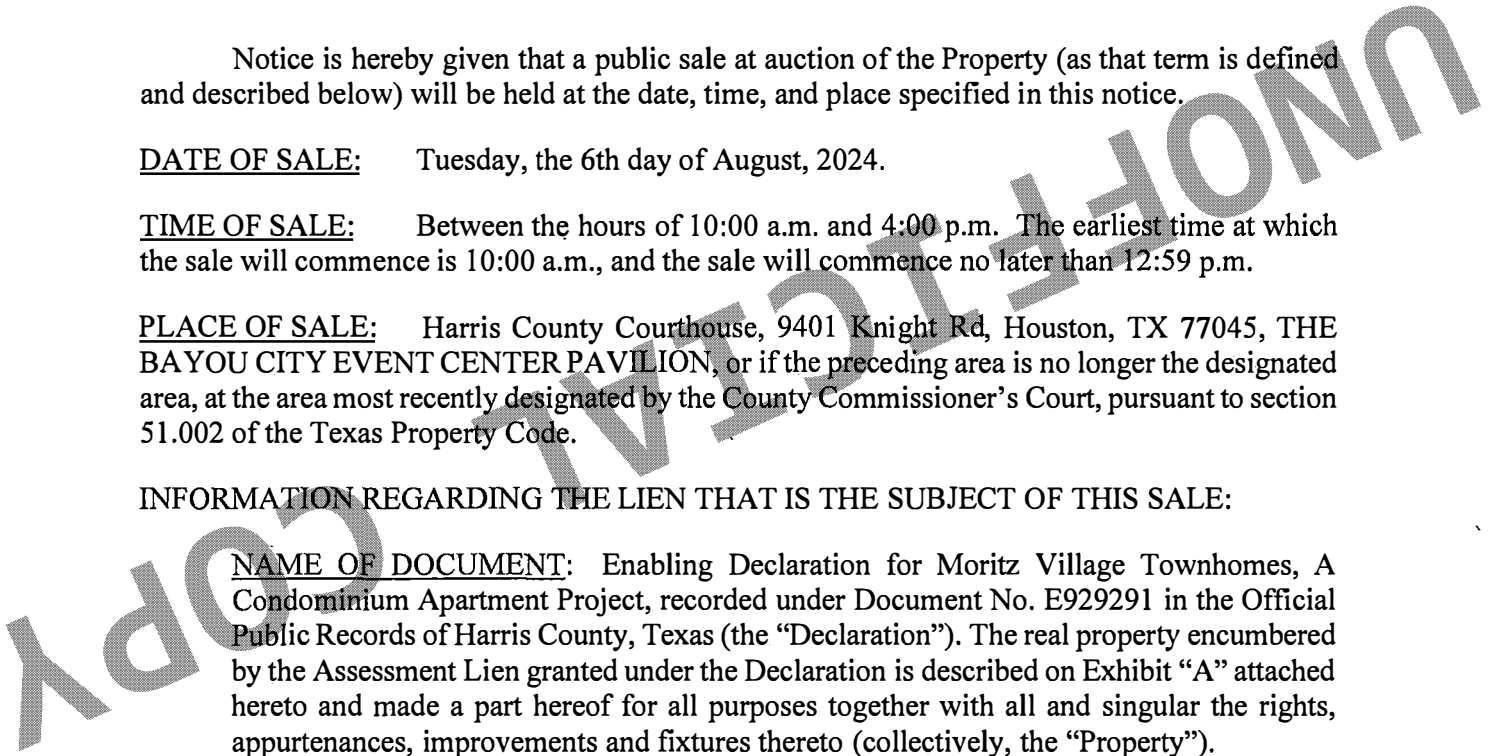 Notice is hereby given that a public sale at auction of the Property (as that term is defined
and described below) will be held at the date, time, and place specified in this notice.
DATE OF SALE: Tuesday, the 6th day of August, 2024.
TIME OF SALE: Between the hours of 10:00 a.m. and 4:00 p.m. The earliest time at which
the sale will commence is 10:00 a.m., and the sale will commence no later than 12:59 p.m.
PLACE OF SALE: Harris County Courthouse, 9401 Knight Rd, Houston, TX 77045, THE
BAYOU CITY EVENT CENTER PAVILION, or if the preceding area is no longer the designated
area, at the area most recently designated by the County Commissioner’s Court, pursuant to section
51.002 of the Texas Property Code.
INFORMATION REGARDING THE LIEN THAT IS THE SUBJECT OF THIS SALE:
NAME OF DOCUMENT: Enabling Declaration for Moritz Village Townhomes, A
Condominium Apartment Project, recorded under Document No. E929291 in the Official
Public Records of Harris County, Texas (the “Declaration”). The real property encumbered
by the Assessment Lien granted under the Declaration is described on Exhibit “A” attached
hereto and made a part hereof for all purposes together with all and singular the rights,
appurtenances, improvements and fixtures thereto (collectively, the “Property”).
UNOFFICIAL COPY